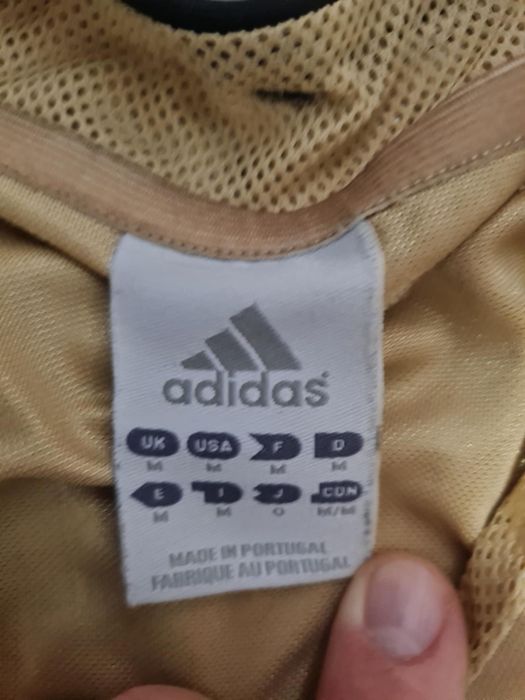 adidas
UK USA F D
M M M M
E I J CDN
M M O M/M
MADE IN PORTUGAL
FABRIQUE AU PORTUGAL